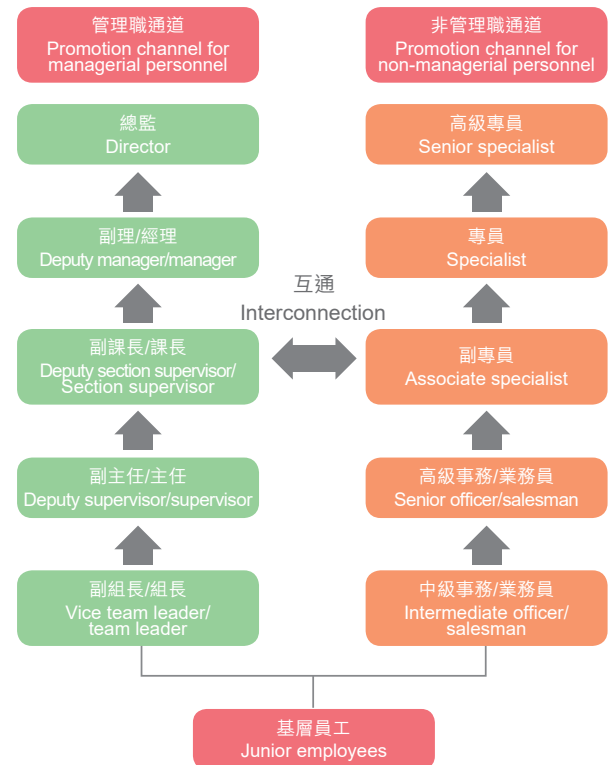 管理職通道
Promotion channel for
managerial personnel
非管理職通道
Promotion channel for
non-managerial personnel
總監
Director
高級專員
Senior specialist
副理/經理
Deputy manager/manager
專員
Specialist
互通
Interconnection
副課長/課長
Deputy section supervisor/
Section supervisor
副專員
Associate specialist
副主任/主任
Deputy supervisor/supervisor
高級事務/業務員
Senior officer/salesman
副組長/組長
Vice team leader/
team leader
中級事務/業務員
Intermediate officer/
salesman
基層員工
Junior employees